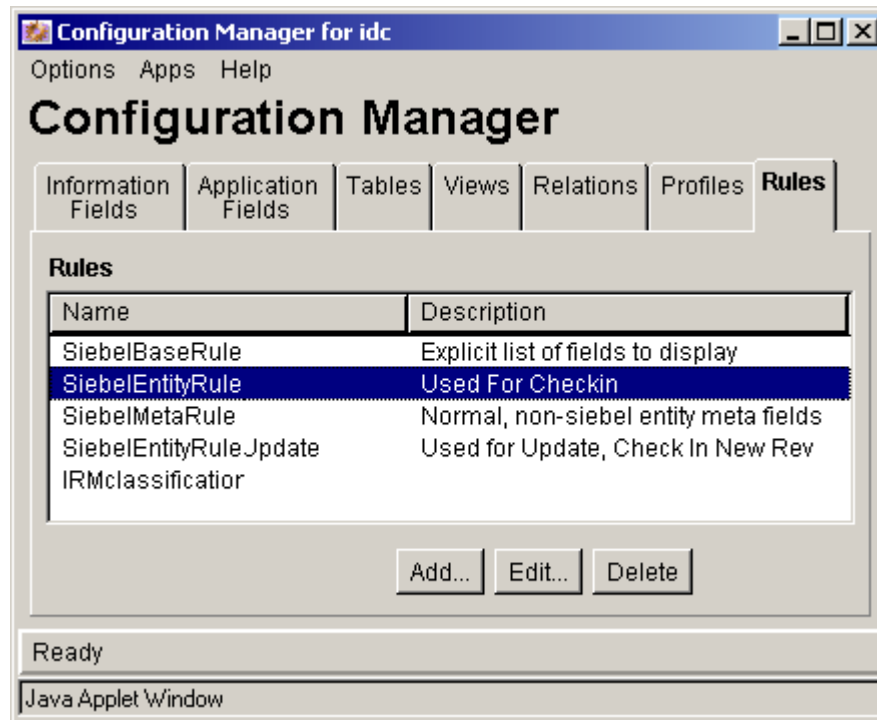 Configuration Manager for idc
Options Apps Help
Configuration Manager
Information Fields Application Fields Tables Views Relations Profiles Rules
Rules
Name Description
SiebelBaseRule Explicit list of fields to display
SiebelEntityRule Used For Checkin
SiebelMetaRule Normal, non-siebel entity meta fields
SiebelEntityRuleJpdate Used for Update, Check In New Rev
IRMclassificatior
Add... Edit... Delete
Ready
Java Applet Window